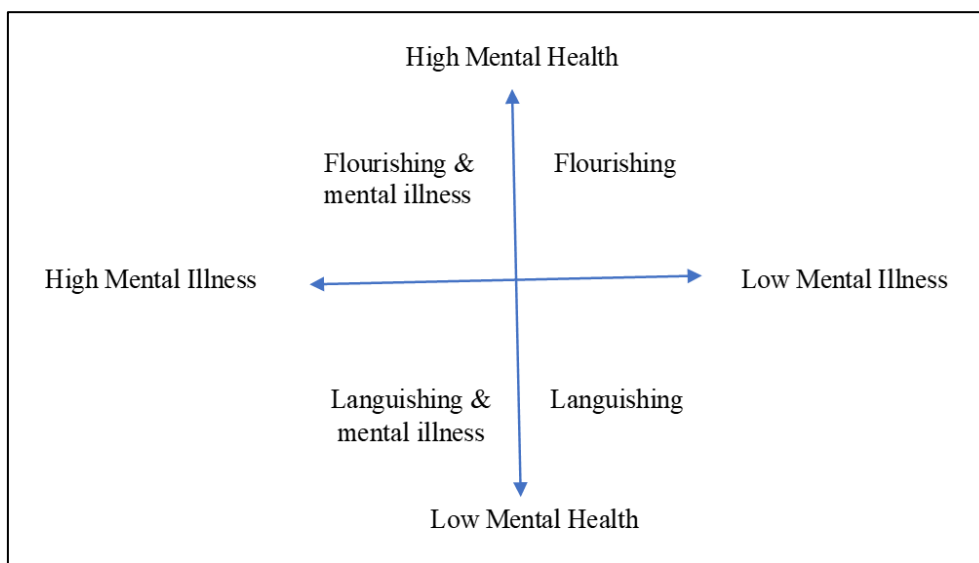 High Mental Health
Flourishing &
mental illness
Flourishing
High Mental Illness
Low Mental Illness
Languishing &
mental illness
Languishing
Low Mental Health